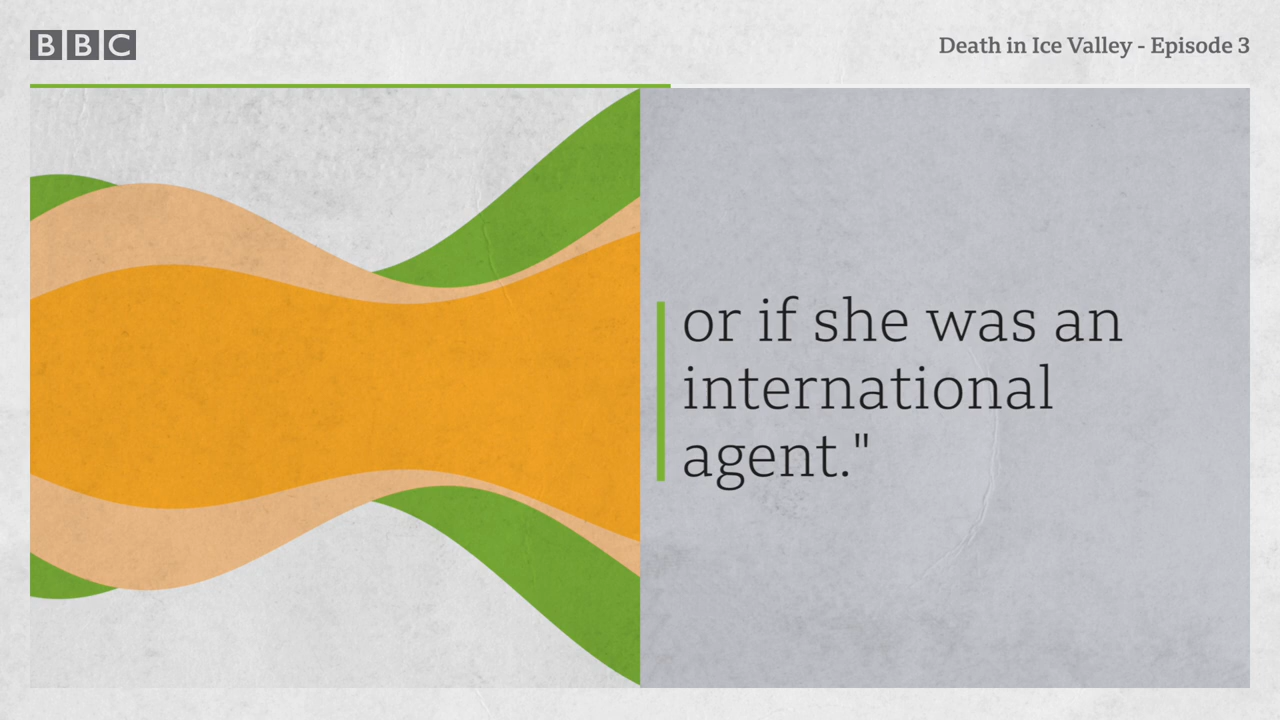 BBC
Death in Ice Valley - Episode 3
or if she was an
international
agent."